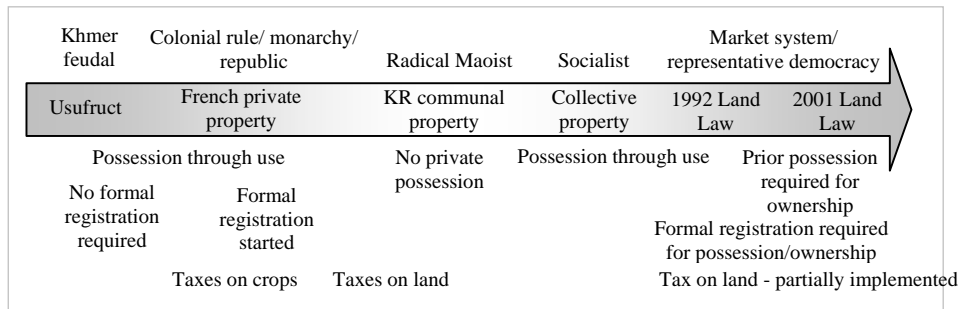 Khmer feudal
Colonial rule/ monarchy/ republic
Radical Maoist
Socialist
Market system/ representative democracy
Usufruct
French private property
KR communal property
Collective property
1992 Land Law
2001 Land Law
Possession through use
No private possession
Possession through use
Prior possession required for ownership
No formal registration required
Formal registration started
Formal registration required for possession/ownership
Taxes on crops
Taxes on land
Tax on land - partially implemented